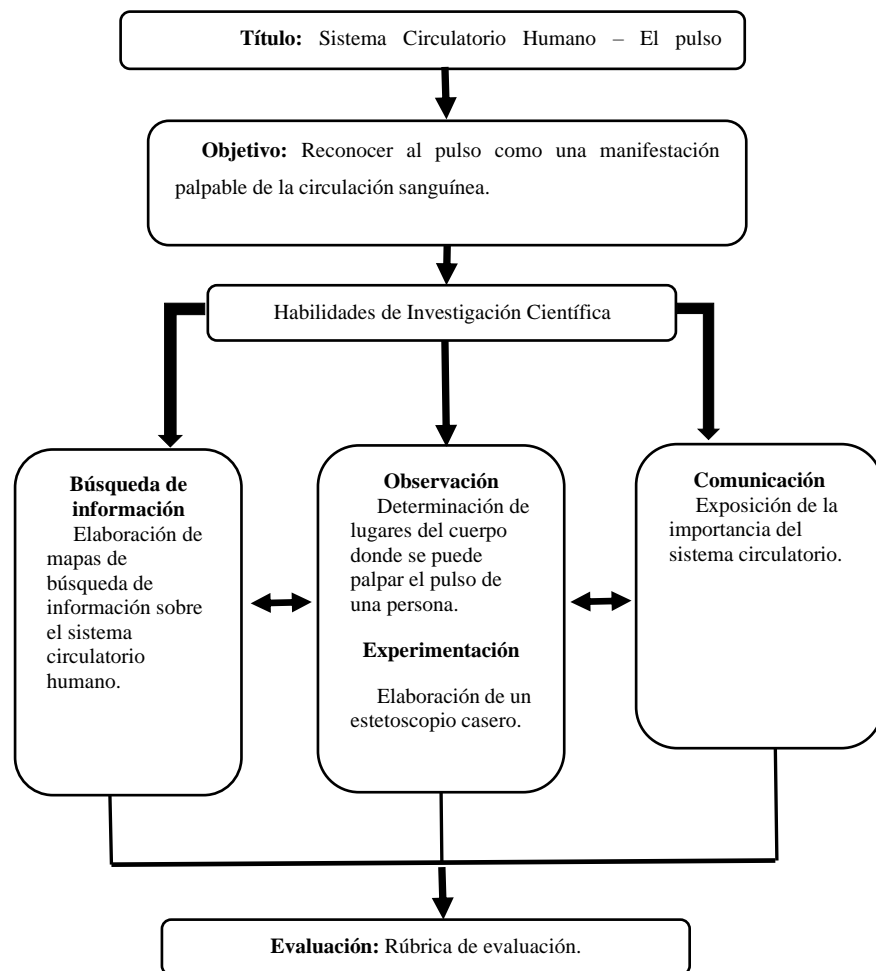 Título: Sistema Circulatorio Humano – El pulso
Objetivo: Reconocer al pulso como una manifestación
palpable de la circulación sanguínea.
Habilidades de Investigación Científica
Búsqueda de
información
Elaboración de
mapas de
búsqueda de
información sobre
el sistema
circulatorio
humano.
Observación
Determinación de
lugares del cuerpo
donde se puede
palpar el pulso de
una persona.
Experimentación
Elaboración de un
estetoscopio casero.
Comunicación
Exposición de la
importancia del
sistema circulatorio.
Evaluación: Rúbrica de evaluación.